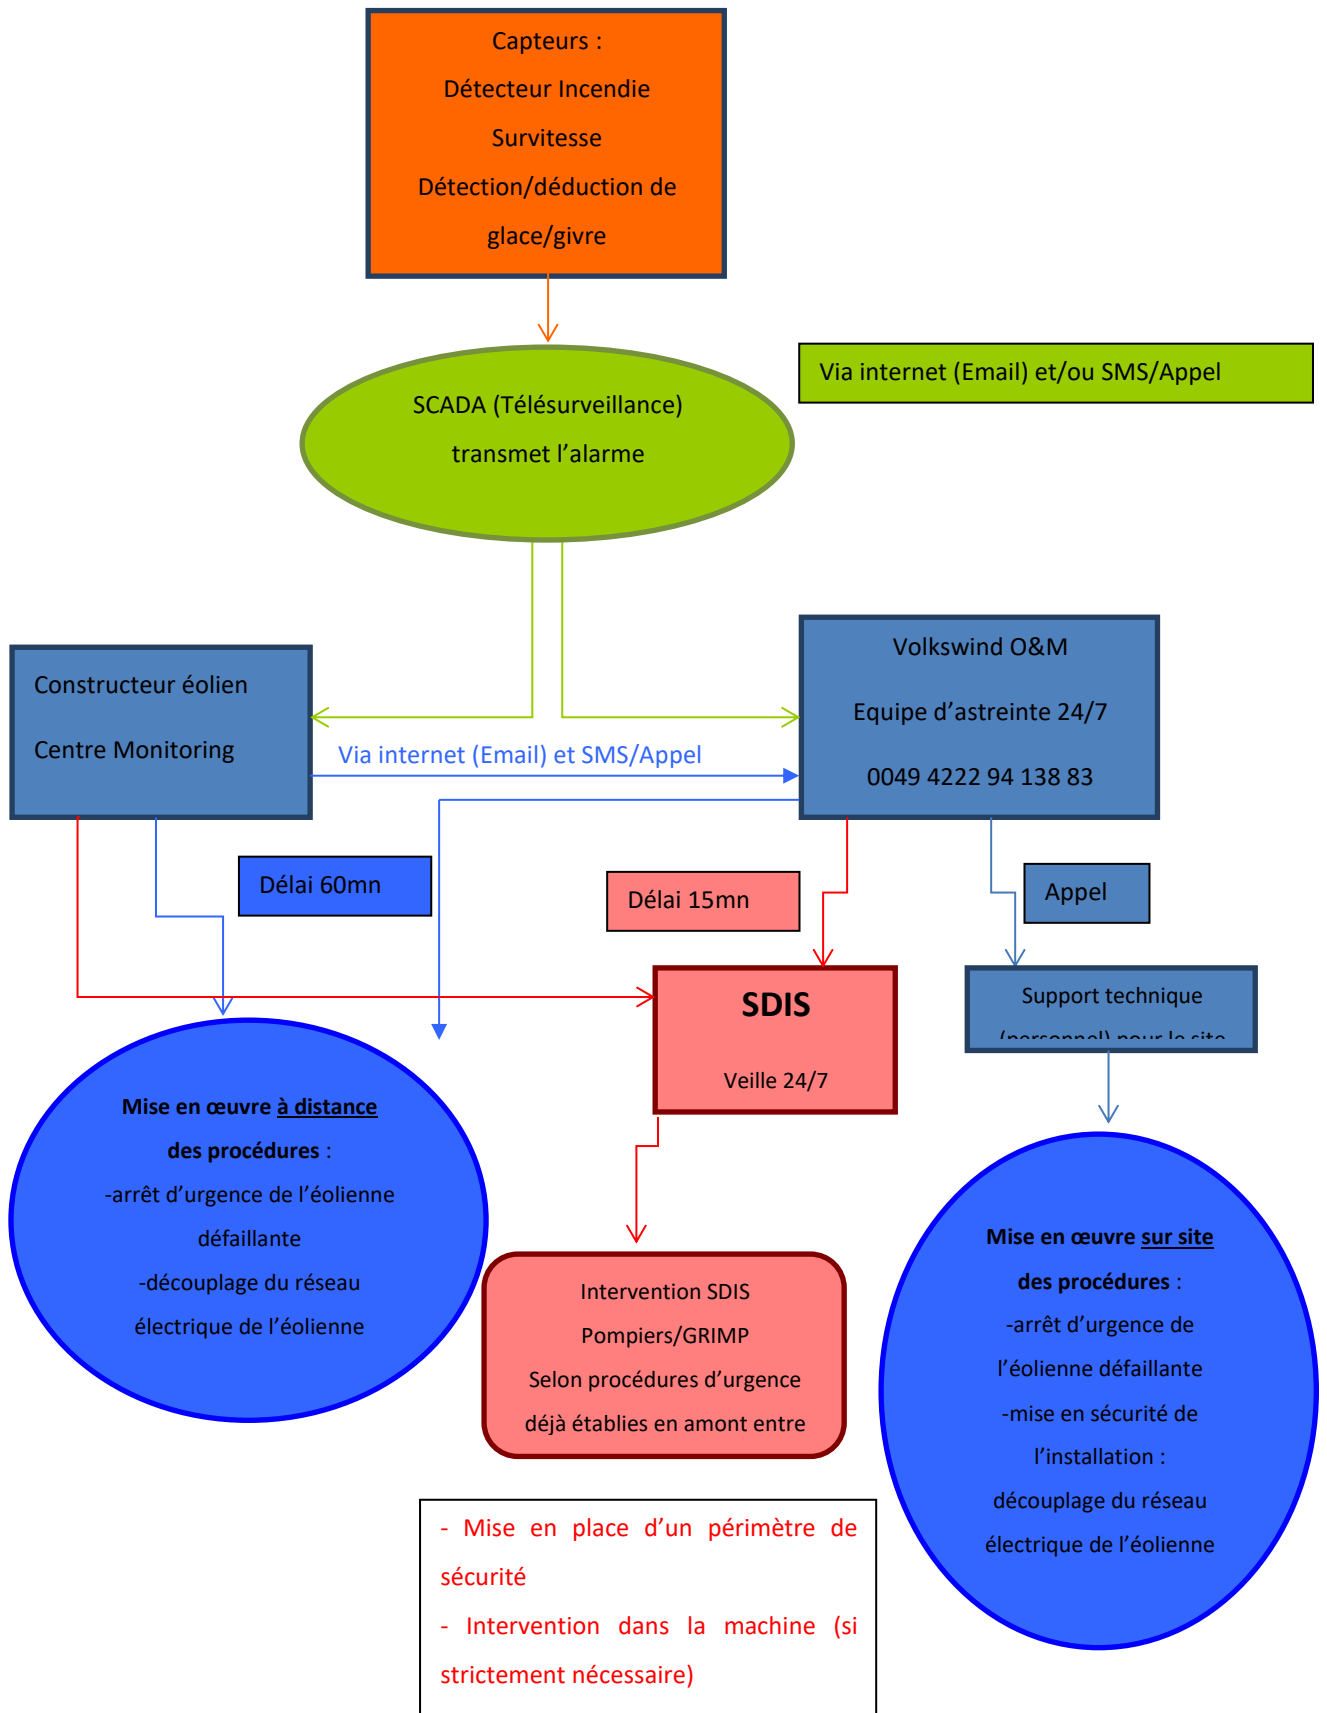 Capteurs :
Détecteur Incendie
Survitesse
Détection/déduction de
glace/givre
Via internet (Email) et/ou SMS/Appel
SCADA (Télésurveillance)
transmet l’alarme
Constructeur éolien
Centre Monitoring
Via internet (Email) et SMS/Appel
Volkswind O&M
Equipe d’astreinte 24/7
0049 4222 94 138 83
Délai 60mn
Délai 15mn
Appel
SDIS
Veille 24/7
Support technique
(personnel) pour le site
Mise en œuvre à distance
des procédures :
-arrêt d’urgence de l’éolienne
défaillante
-découplage du réseau
électrique de l’éolienne
Intervention SDIS
Pompiers/GRIMP
Selon procédures d’urgence
déjà établies en amont entre
Mise en œuvre sur site
des procédures :
-arrêt d’urgence de
l’éolienne défaillante
-mise en sécurité de
l’installation :
découplage du réseau
électrique de l’éolienne
- Mise en place d’un périmètre de
sécurité
- Intervention dans la machine (si
strictement nécessaire)